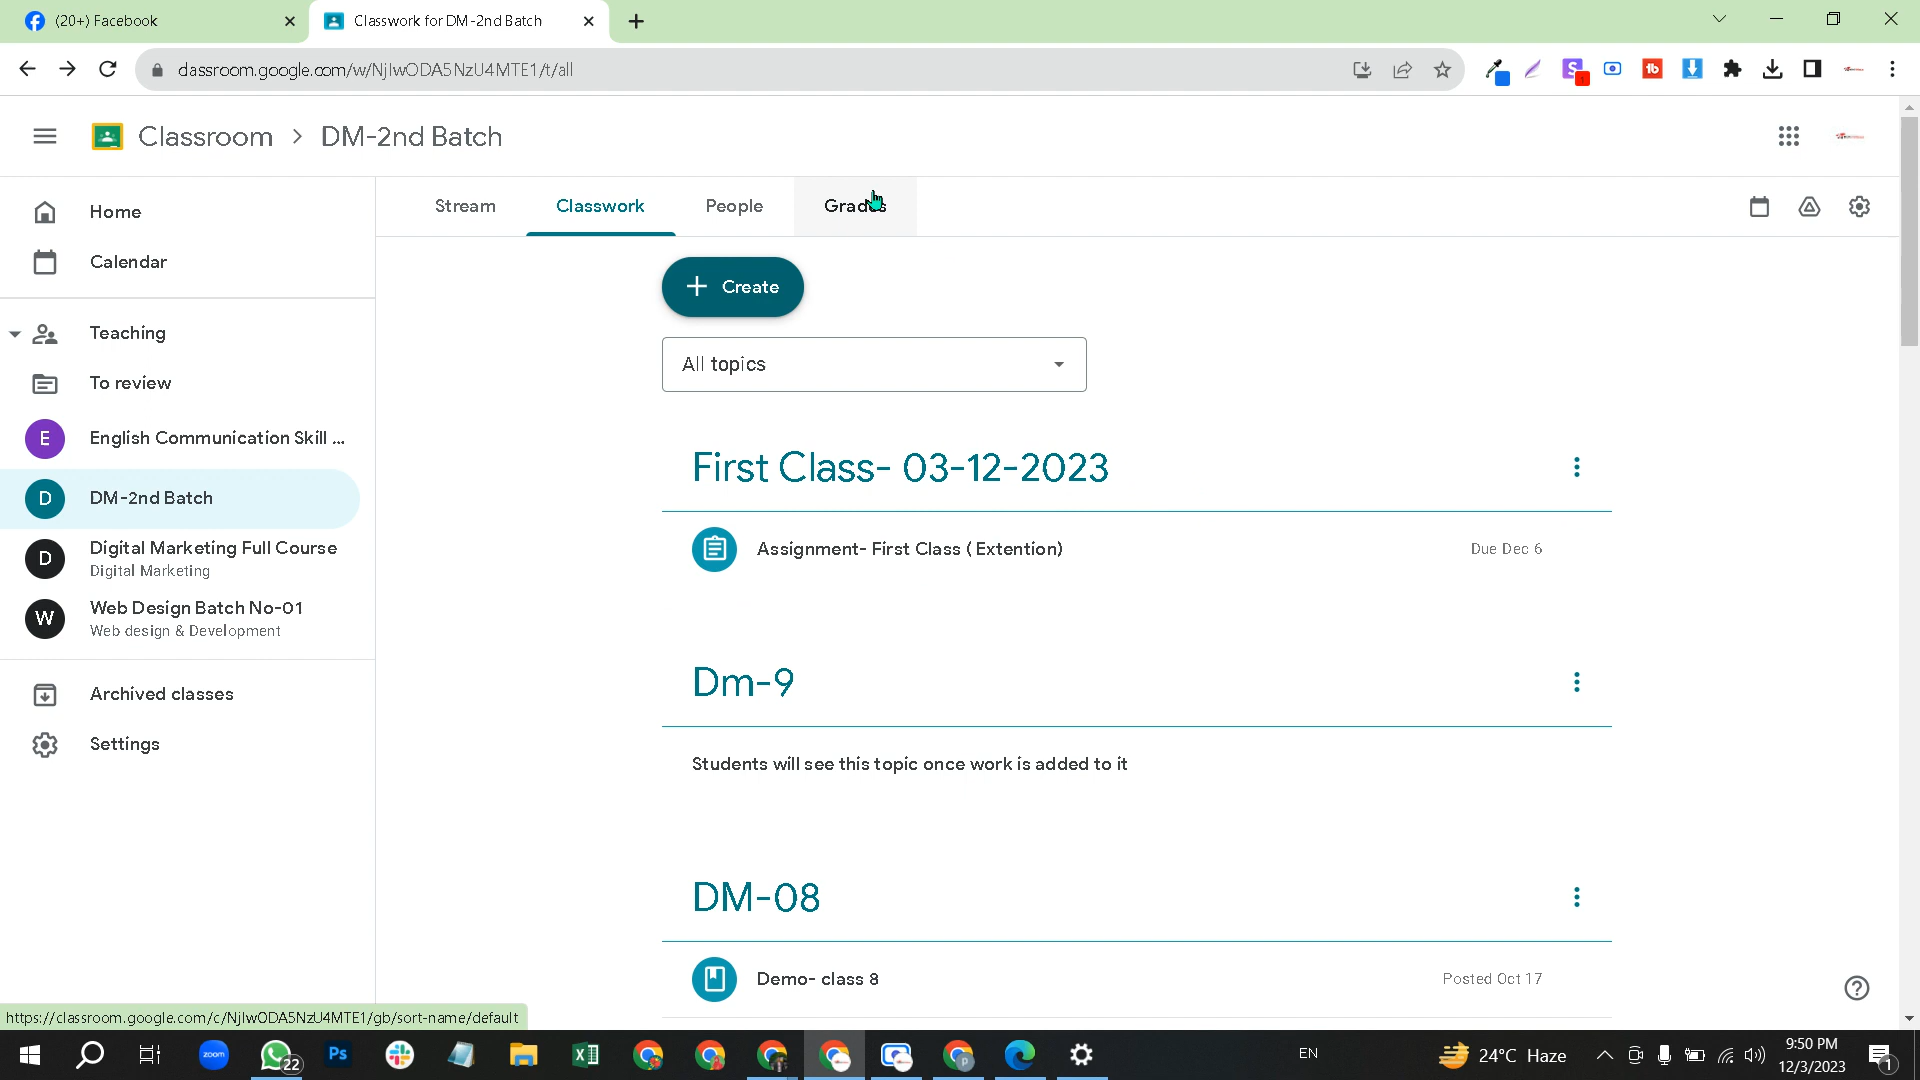 (20+) Facebook
Classwork for DM-2nd Batch
classroom.google.com/w/NjIwODA5NzU4MTE1/t/all
Classroom > DM-2nd Batch
Home
Calendar
Teaching
To review
E English Communication Skill ...
D DM-2nd Batch
D Digital Marketing Full Course
Digital Marketing
W Web Design Batch No-01
Web design & Development
Archived classes
Settings
Stream Classwork People Grades
+ Create
All topics
First Class- 03-12-2023
Assignment- First Class ( Extention) Due Dec 6
Dm-9
Students will see this topic once work is added to it
DM-08
Demo- class 8 Posted Oct 17
https://classroom.google.com/c/NjIwODA5NzU4MTE1/gb/sort-name/default
zoom
22
Ps
EN
24°C Haze
9:50 PM
12/3/2023
1